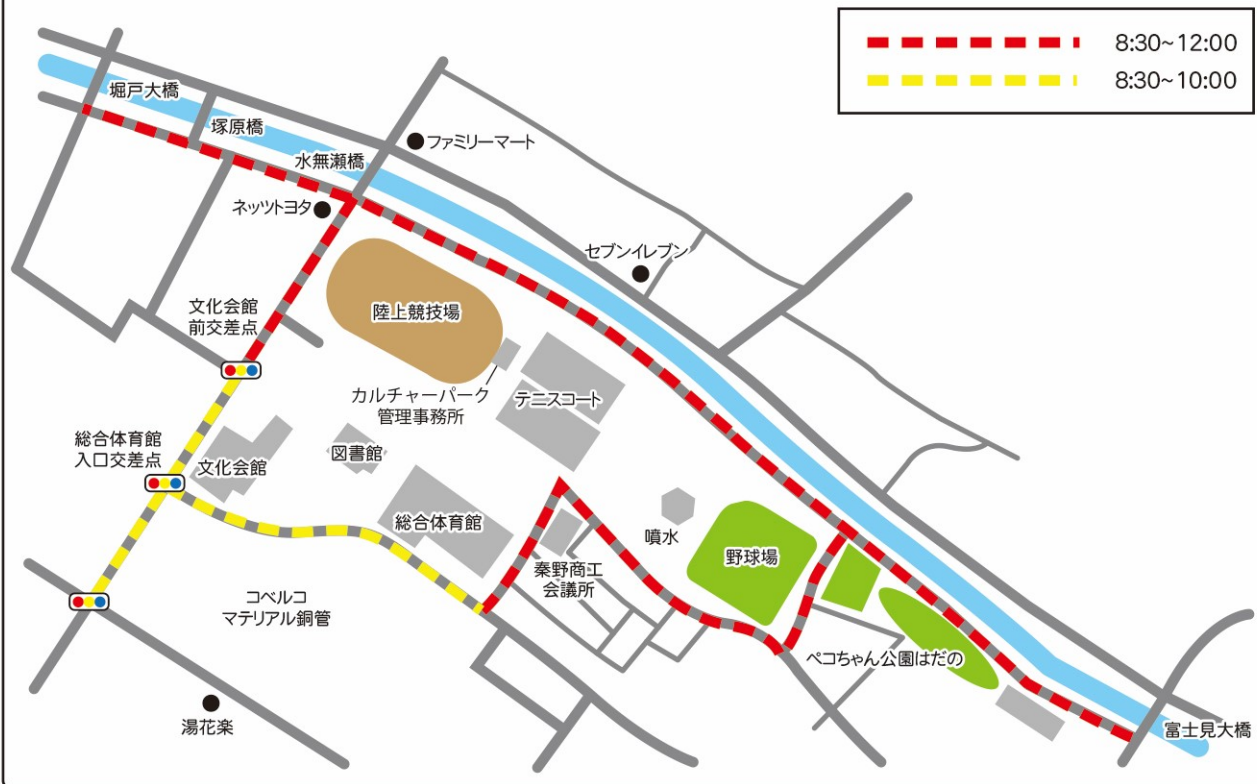 8:30~12:00
8:30~10:00
堀戸大橋
塚原橋
水無瀬橋
ファミリーマート
ネッツトヨタ
セブンイレブン
文化会館
前交差点
陸上競技場
カルチャーパーク
管理事務所
テニスコート
総合体育館
入口交差点
文化会館
図書館
総合体育館
噴水
野球場
秦野商工
会議所
コベルコ
マテリアル銅管
ペコちゃん公園はだの
湯花楽
富士見大橋